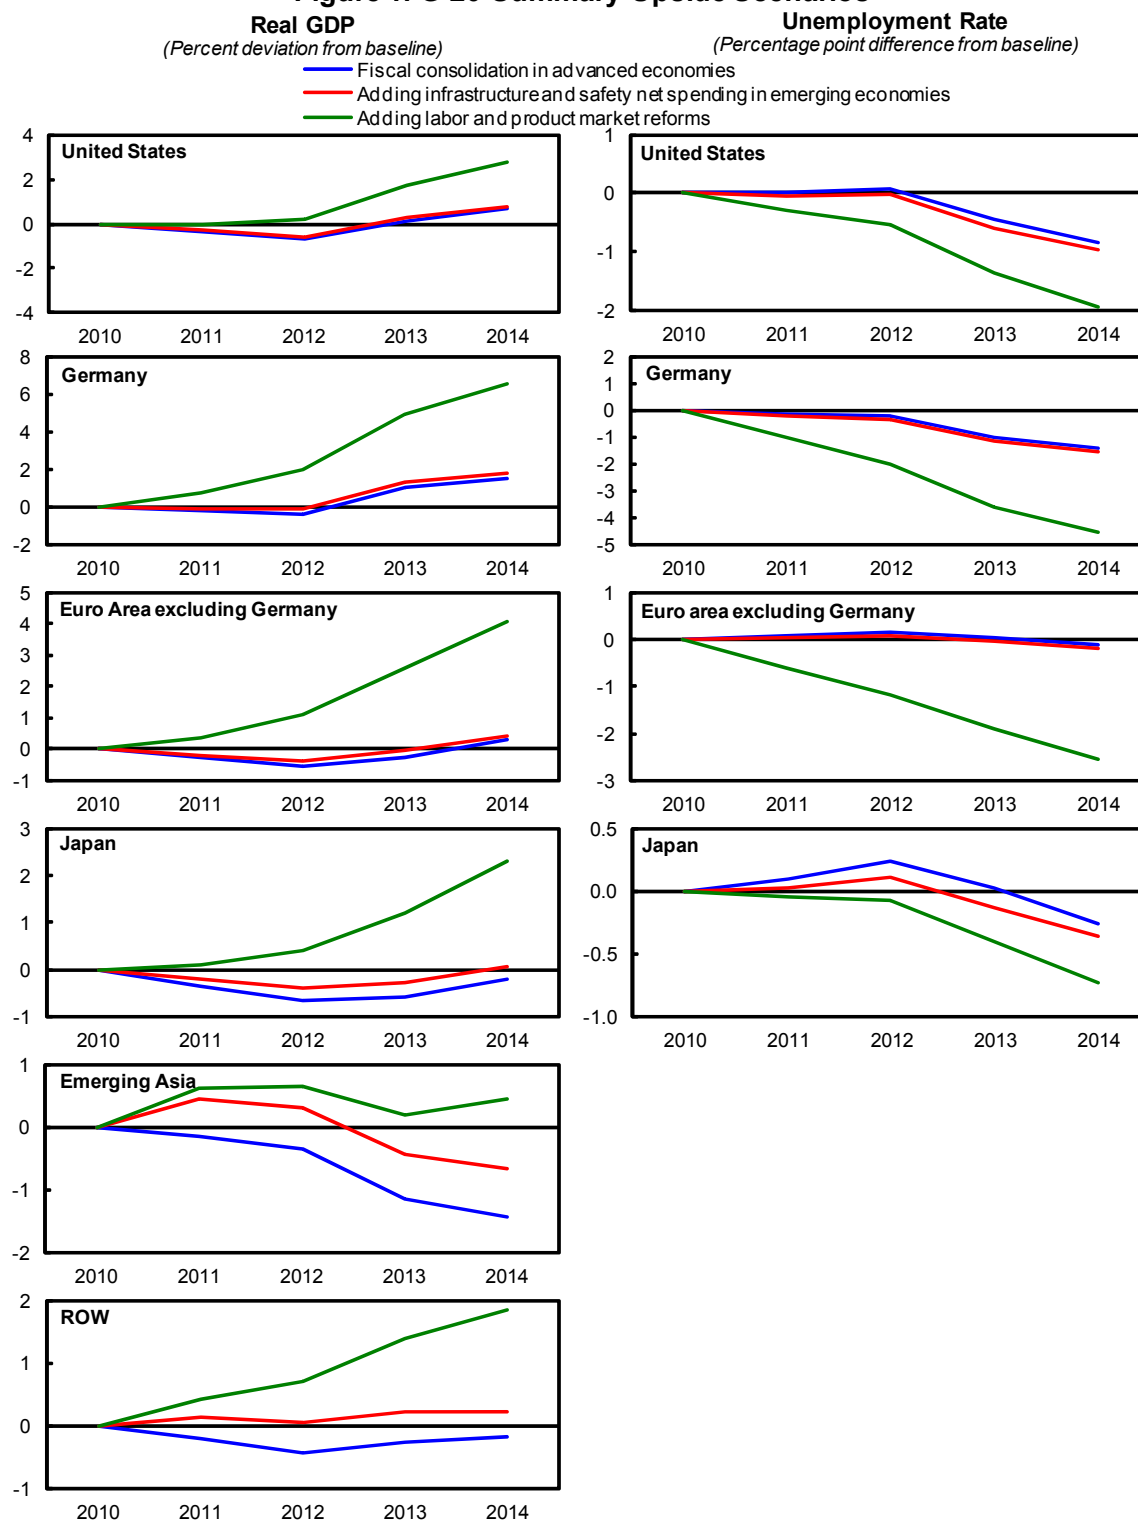 Real GDP
(Percent deviation from baseline)
Unemployment Rate
(Percentage point difference from baseline)
Fiscal consolidation in advanced economies
Adding infrastructure and safety net spending in emerging economies
Adding labor and product market reforms
United States
4
2
0
-2
-4
2010 2011 2012 2013 2014
United States
1
0
-1
-2
2010 2011 2012 2013 2014
Germany
8
6
4
2
0
-2
2010 2011 2012 2013 2014
Germany
2
1
0
-1
-2
-3
-4
-5
2010 2011 2012 2013 2014
Euro Area excluding Germany
5
4
3
2
1
0
-1
2010 2011 2012 2013 2014
Euro area excluding Germany
1
0
-1
-2
-3
2010 2011 2012 2013 2014
Japan
3
2
1
0
-1
2010 2011 2012 2013 2014
Japan
0.5
0.0
-0.5
-1.0
2010 2011 2012 2013 2014
Emerging Asia
1
0
-1
-2
2010 2011 2012 2013 2014
ROW
2
1
0
-1
2010 2011 2012 2013 2014